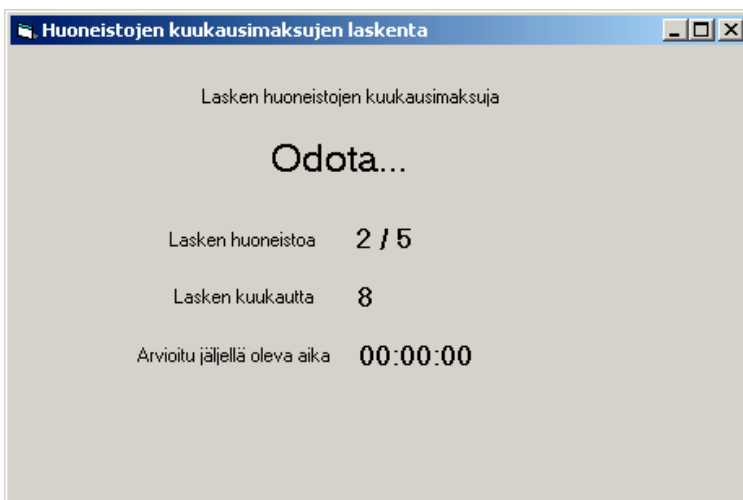 Huoneistojen kuukausimaksujen laskenta
Lasken huoneistojen kuukausimaksuja
Odota...
Lasken huoneistoa 2 / 5
Lasken kuukautta 8
Arvioitu jäljellä oleva aika 00:00:00